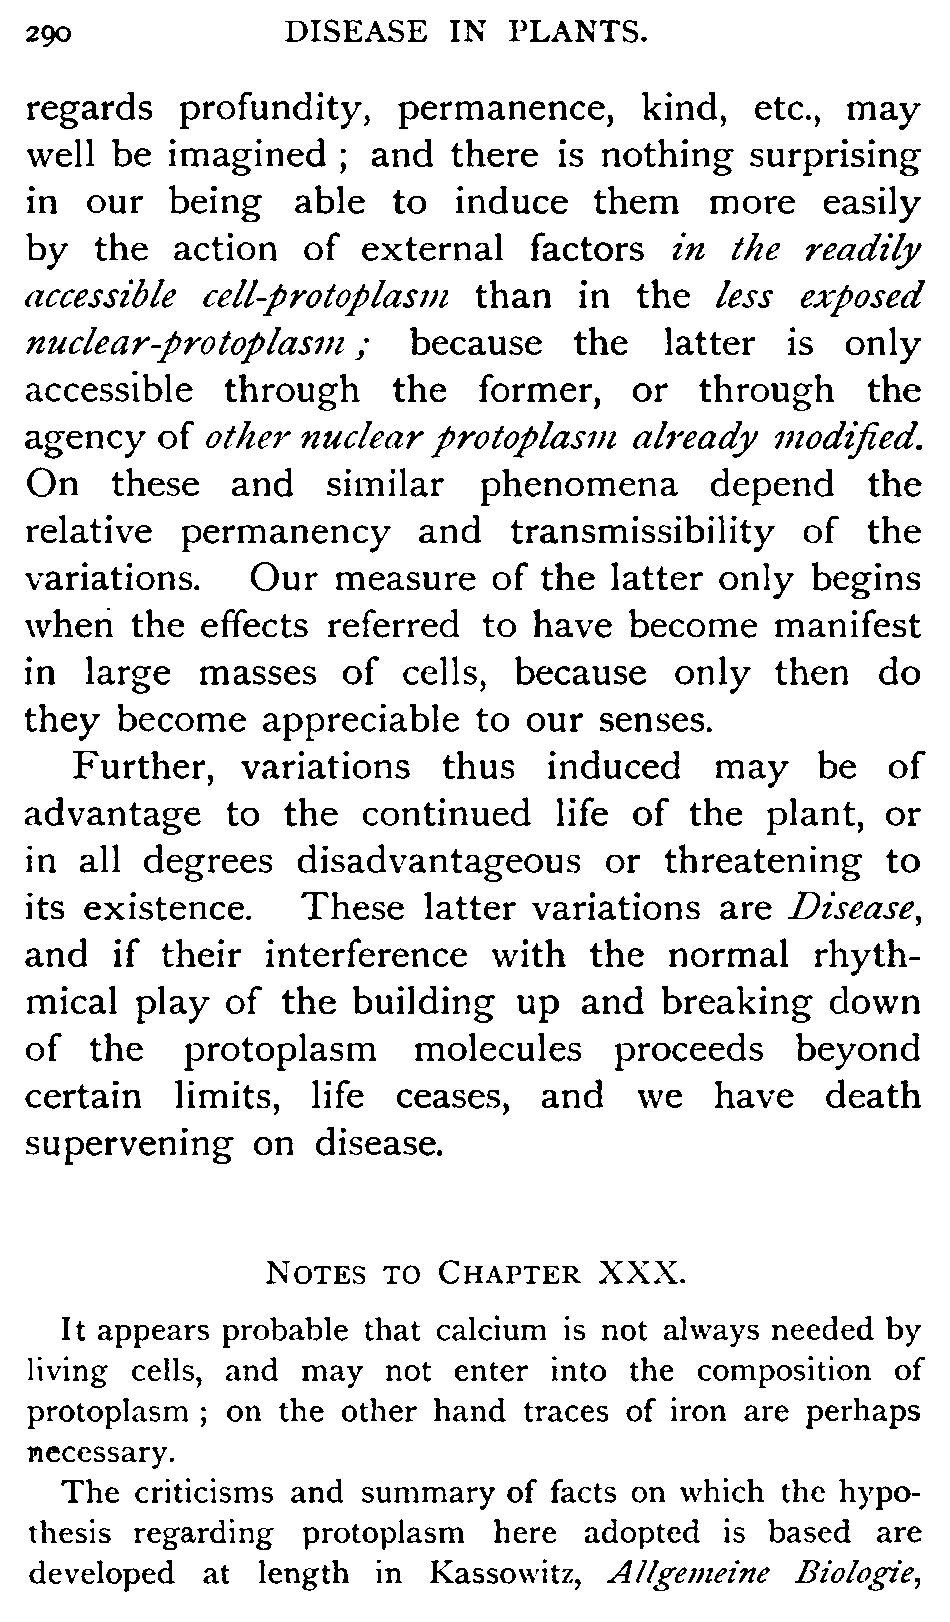 290 DISEASE IN PLANTS.
regards profundity, permanence, kind, etc., may
well be imagined ; and there is nothing surprising
in our being able to induce them more easily
by the action of external factors in the readily
accessible cell-protoplasm than in the less exposed
nuclear-protoplasm ; because the latter is only
accessible through the former, or through the
agency of other nuclear protoplasm already modified.
On these and similar phenomena depend the
relative permanency and transmissibility of the
variations. Our measure of the latter only begins
when the effects referred to have become manifest
in large masses of cells, because only then do
they become appreciable to our senses.
Further, variations thus induced may be of
advantage to the continued life of the plant, or
in all degrees disadvantageous or threatening to
its existence. These latter variations are Disease,
and if their interference with the normal rhyth-
mical play of the building up and breaking down
of the protoplasm molecules proceeds beyond
certain limits, life ceases, and we have death
supervening on disease.
NOTES TO CHAPTER XXX.
It appears probable that calcium is not always needed by
living cells, and may not enter into the composition of
protoplasm ; on the other hand traces of iron are perhaps
necessary.
The criticisms and summary of facts on which the hypo-
thesis regarding protoplasm here adopted is based are
developed at length in Kassowitz, Allgemeine Biologie,